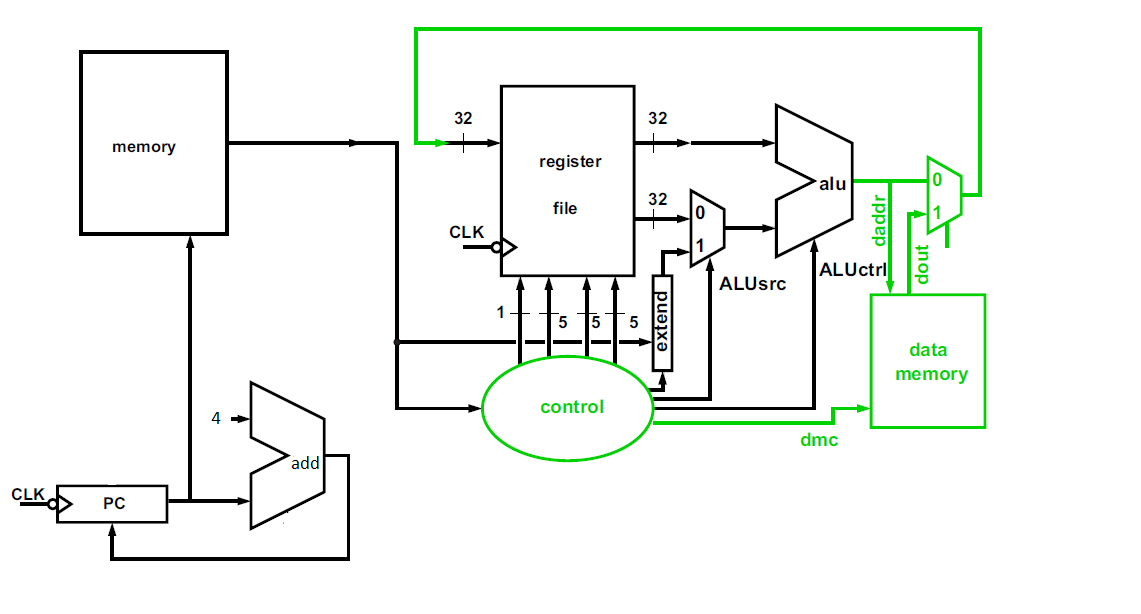 memory
32
register
file
CLK
32
32
0
1
alu
ALUsrc
ALUctrl
daddr
dout
0
1
data
memory
1
5
5
5
extend
control
dmc
4
add
CLK
PC